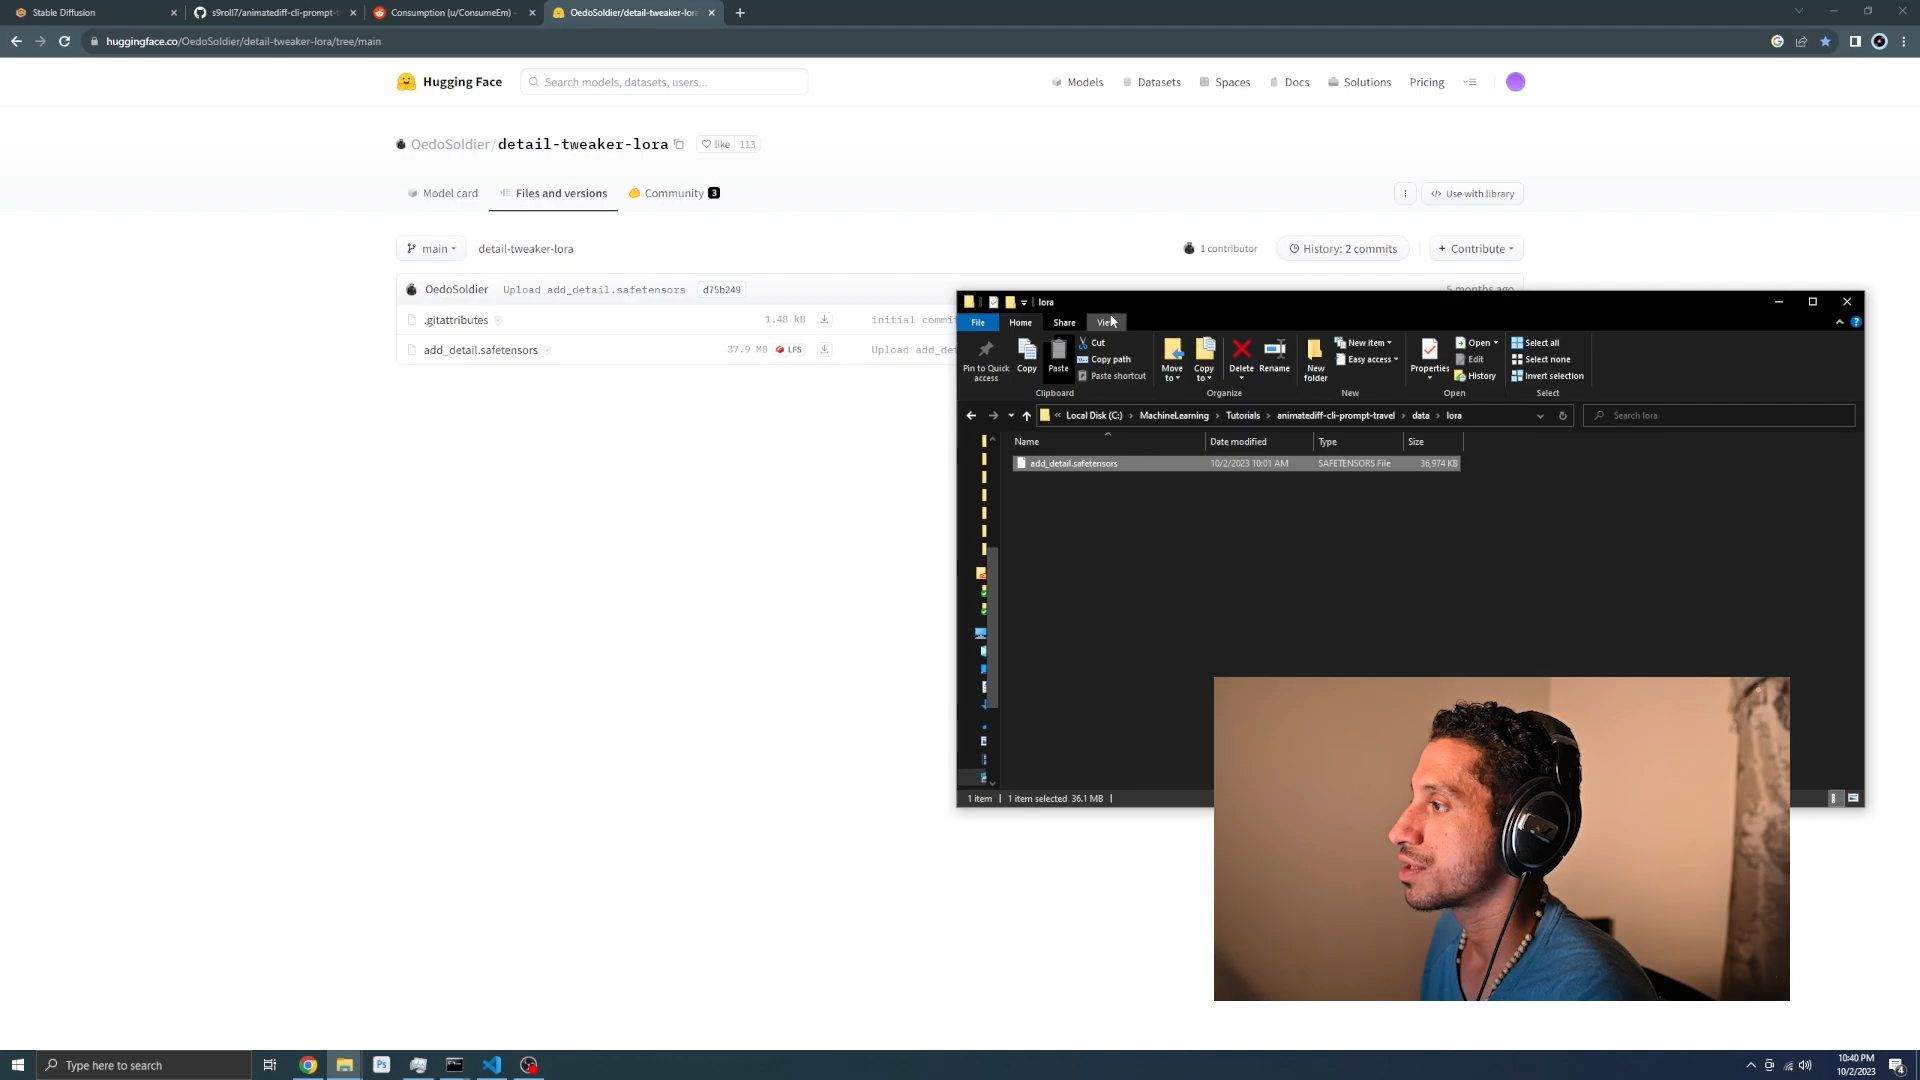 Stable Diffusion
s9roll7/animatediff-cli-prompt-t
Consumption (u/ConsumeEm) -
OedoSoldier/detail-tweaker-lora
huggingface.co/OedoSoldier/detail-tweaker-lora/tree/main
Hugging Face
Search models, datasets, users...
Models
Datasets
Spaces
Docs
Solutions
Pricing
OedoSoldier/detail-tweaker-lora
like 113
Model card
Files and versions
Community 3
Use with library
main
detail-tweaker-lora
1 contributor
History: 2 commits
+ Contribute
OedoSoldier Upload add_detail.safetensors d75b249
5 months ago
.gitattributes 1.48 kB initial commit
add_detail.safetensors 37.9 MB LFS Upload add_det
lora
File Home Share View
Pin to Quick access
Copy
Paste
Cut
Copy path
Paste shortcut
Clipboard
Move to
Copy to
Delete
Rename
Organize
New folder
New item
Easy access
New
Properties
Open
Edit
History
Open
Select all
Select none
Invert selection
Select
« Local Disk (C:) › MachineLearning › Tutorials › animatediff-cli-prompt-travel › data › lora
Search lora
Name Date modified Type Size
add_detail.safetensors 10/2/2023 10:01 AM SAFETENSORS File 36,974 KB
1 item | 1 item selected 36.1 MB |
Type here to search
Ps
10:40 PM
10/2/2023
4